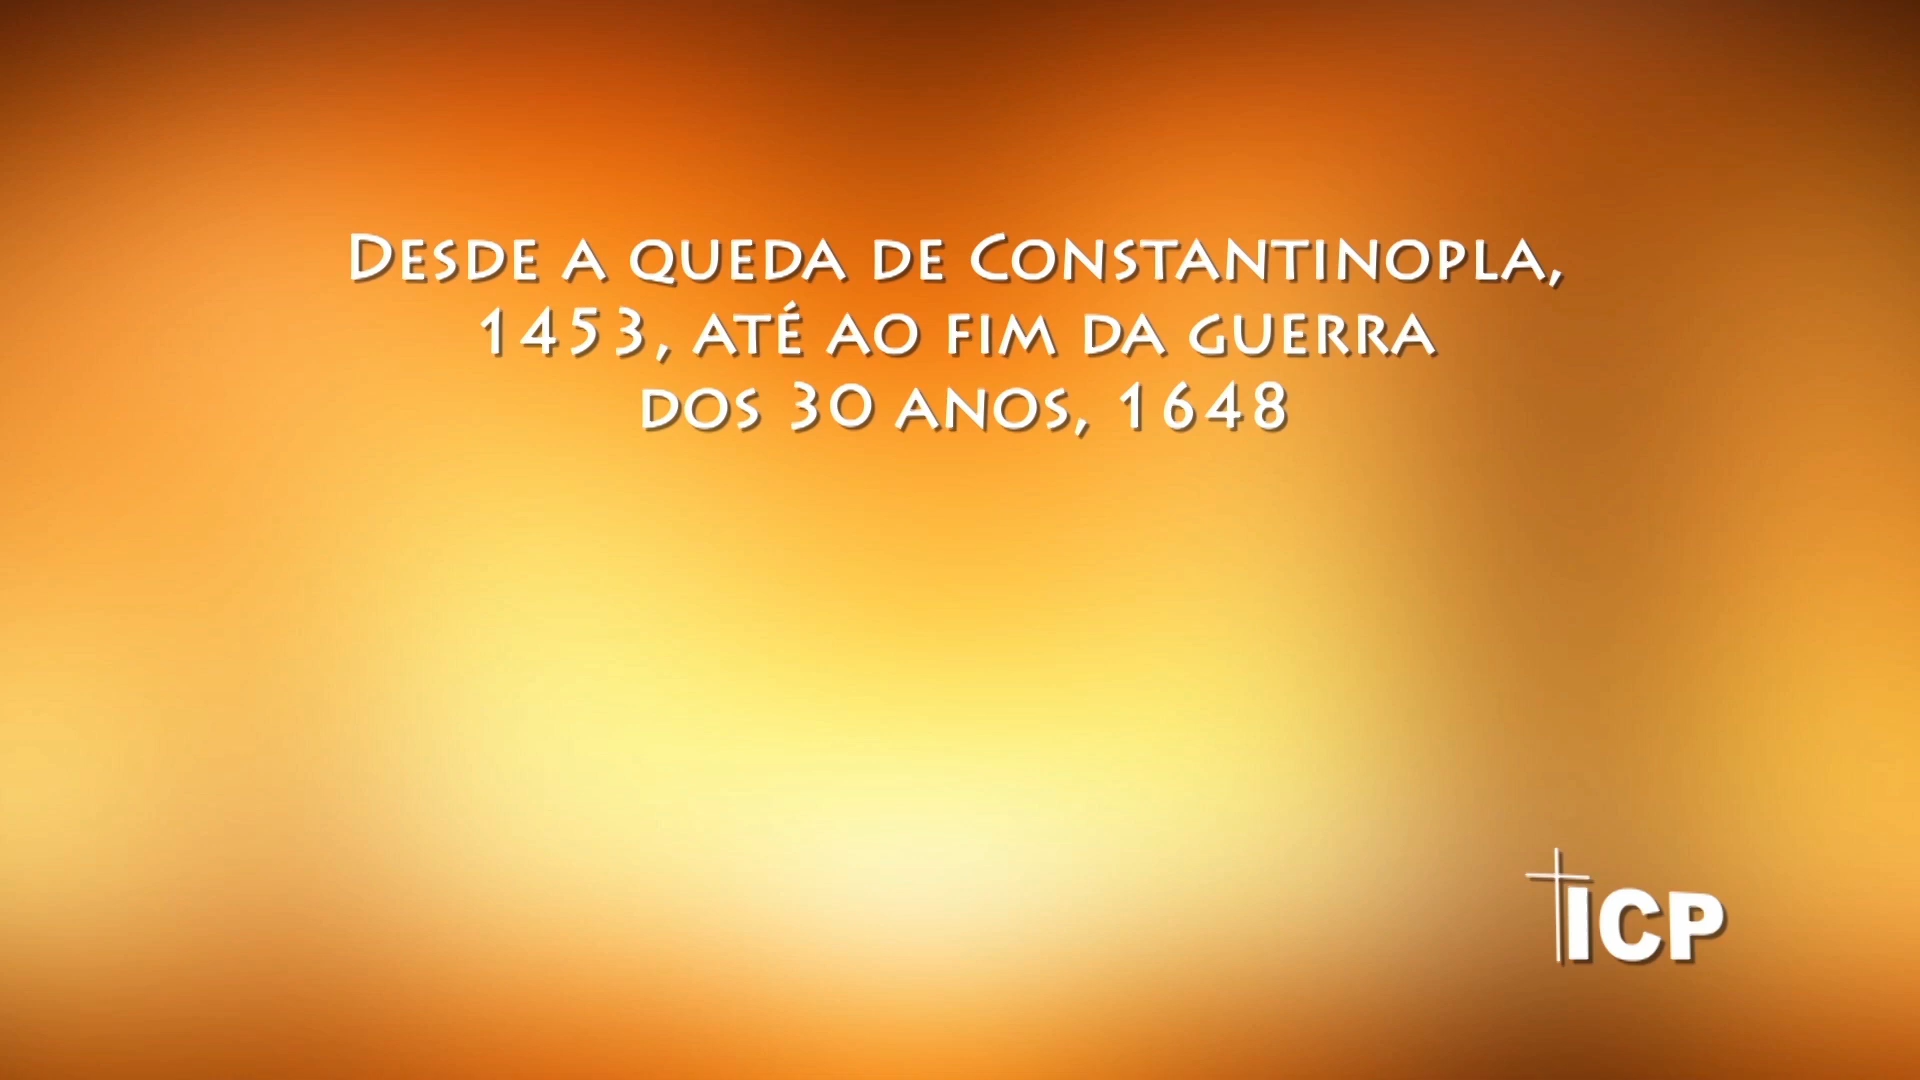 Desde a queda de Constantinopla,
1453, até ao fim da guerra
dos 30 anos, 1648
ICP